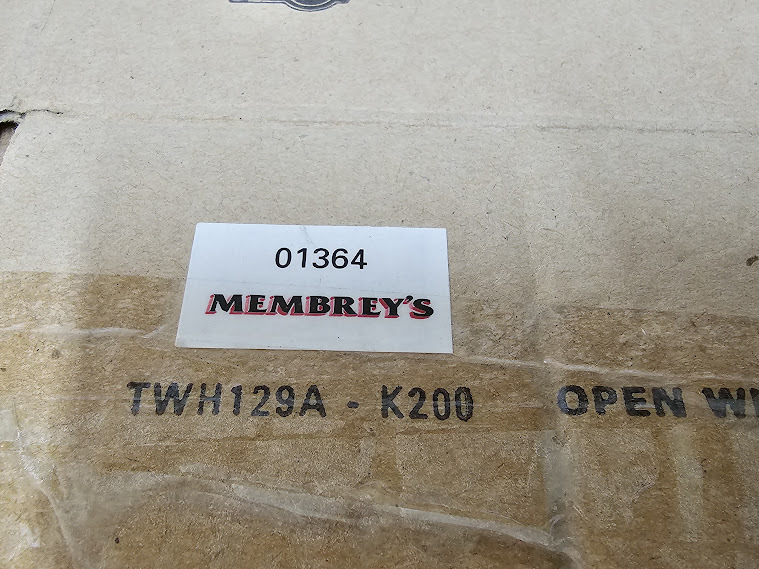 01364
MEMBREY'S
TWH129A - K200 OPEN